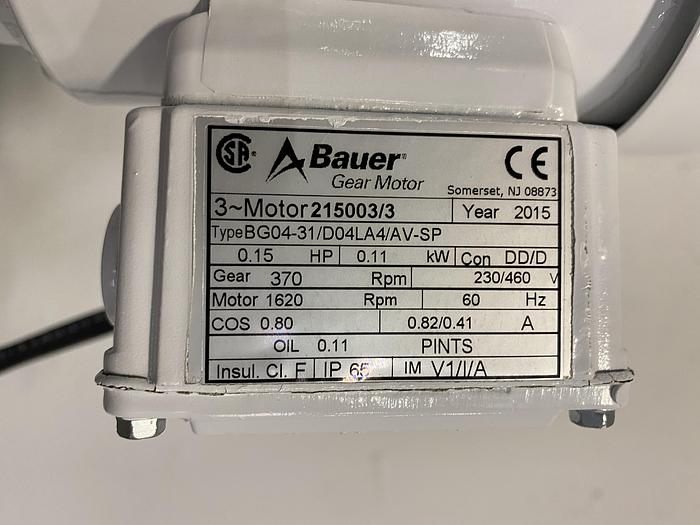 CSA® Bauer® CE
Gear Motor
Somerset, NJ 08873
3~Motor 215003/3 Year 2015
Type BG04-31/D04LA4/AV-SP
0.15 HP 0.11 kW Con DD/D
Gear 370 Rpm 230/460 V
Motor 1620 Rpm 60 Hz
COS 0.80 0.82/0.41 A
OIL 0.11 PINTS
Insul. Cl. F IP 65 IM V1/I/A